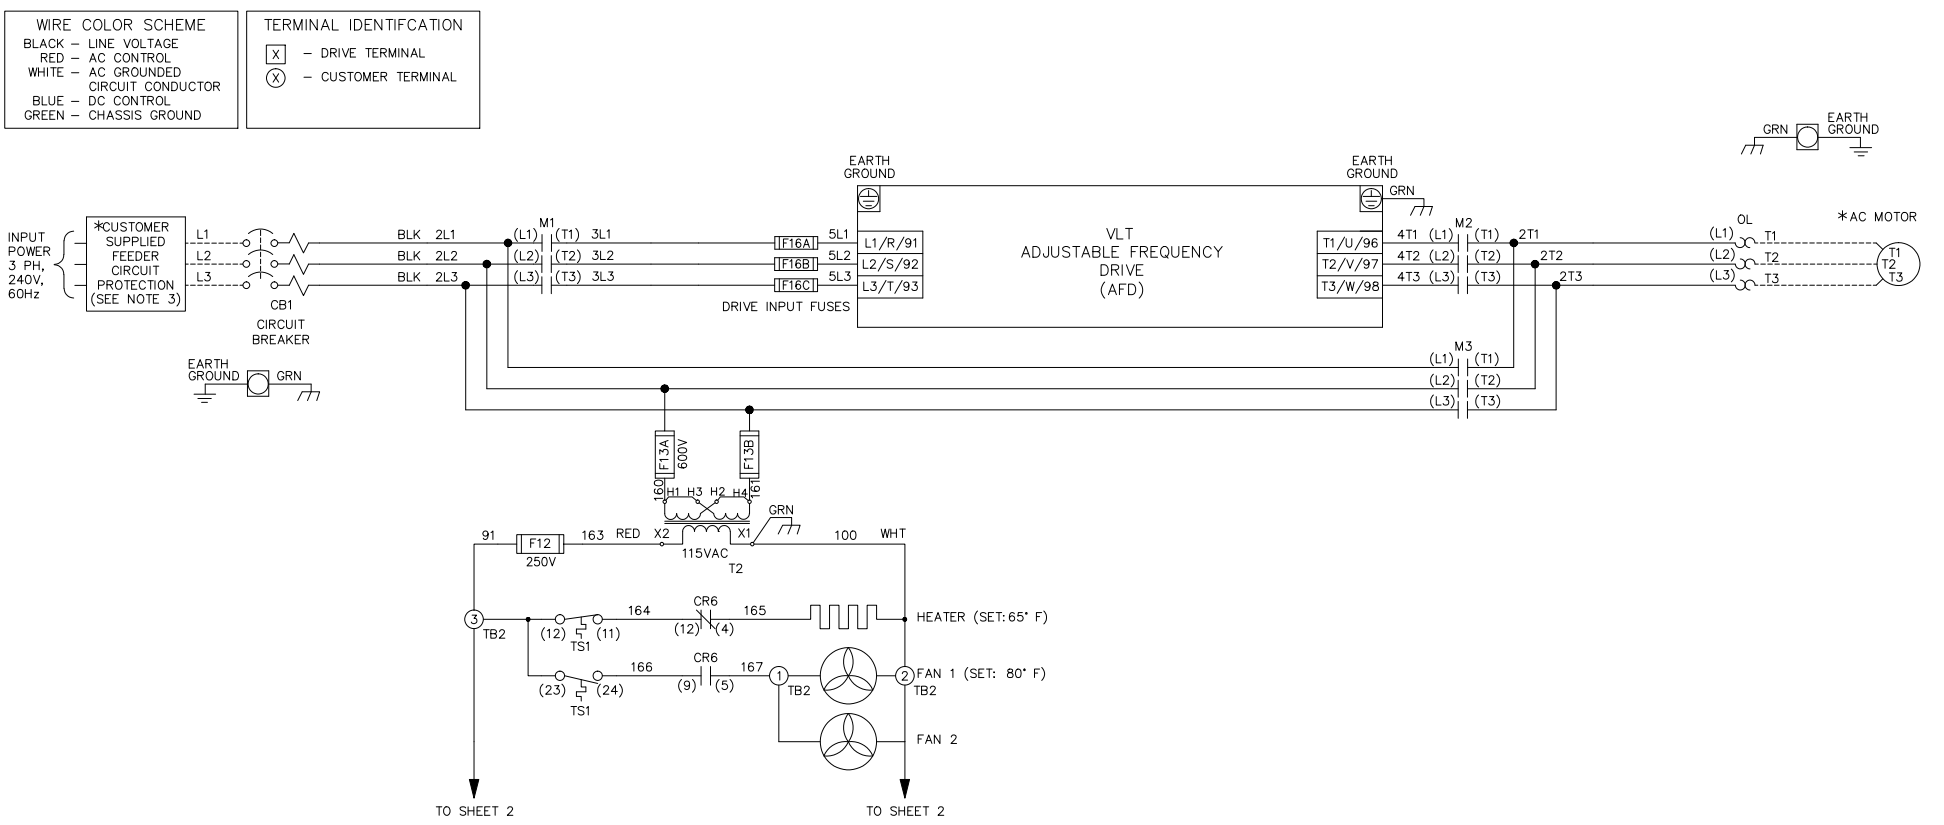 WIRE COLOR SCHEME
BLACK – LINE VOLTAGE
RED – AC CONTROL
WHITE – AC GROUNDED
CIRCUIT CONDUCTOR
BLUE – DC CONTROL
GREEN – CHASSIS GROUND
TERMINAL IDENTIFCATION
X – DRIVE TERMINAL
X – CUSTOMER TERMINAL
GRN
EARTH
GROUND
INPUT
POWER
3 PH,
240V,
60Hz
*CUSTOMER
SUPPLIED
FEEDER
CIRCUIT
PROTECTION
(SEE NOTE 3)
L1
L2
L3
CB1
CIRCUIT
BREAKER
EARTH
GROUND
GRN
BLK 2L1
BLK 2L2
BLK 2L3
M1
(L1) (T1) 3L1
(L2) (T2) 3L2
(L3) (T3) 3L3
F16A 5L1
F16B 5L2
F16C 5L3
DRIVE INPUT FUSES
EARTH
GROUND
L1/R/91
L2/S/92
L3/T/93
VLT
ADJUSTABLE FREQUENCY
DRIVE
(AFD)
EARTH
GROUND
GRN
T1/U/96
T2/V/97
T3/W/98
4T1 (L1) (T1) 2T1
4T2 (L2) (T2) 2T2
4T3 (L3) (T3) 2T3
M2
OL
(L1) T1
(L2) T2
(L3) T3
*AC MOTOR
T1
T2
T3
M3
(L1) (T1)
(L2) (T2)
(L3) (T3)
F13A
600V
F13B
160
161
H1 H3 H2 H4
GRN
91
F12
250V
163 RED X2
X1
115VAC
T2
100 WHT
3
TB2
(12) (11)
TS1
164
CR6
(12) (4)
165
HEATER (SET:65° F)
(23) (24)
TS1
166
CR6
(9) (5)
167
1
TB2
2
TB2
FAN 1 (SET: 80° F)
FAN 2
TO SHEET 2
TO SHEET 2